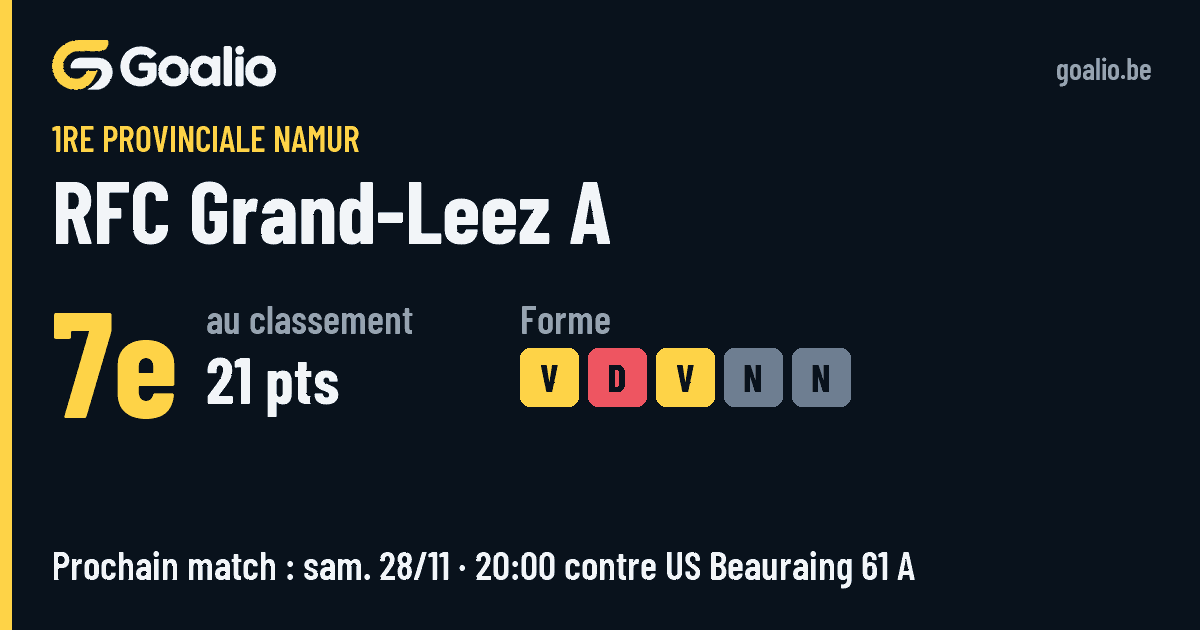 Goalio
goalio.be
1RE PROVINCIALE NAMUR
RFC Grand-Leez A
7e
au classement
21 pts
Forme
V D V N N
Prochain match : sam. 28/11 · 20:00 contre US Beauraing 61 A